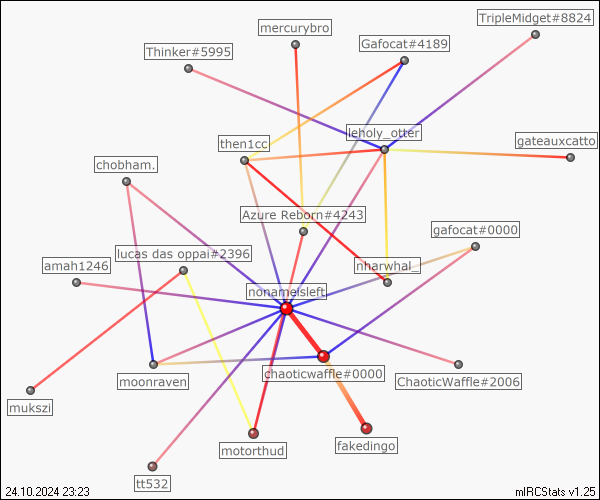 TripleMidget#8824
mercurybro
Gafocat#4189
Thinker#5995
leholy_otter
then1cc
gateauxcatto
chobham.
Azure Reborn#4243
gafocat#0000
lucas das oppai#2396
amah1246
nharwhal_
nonameisleft
chaoticwaffle#0000
moonraven
ChaoticWaffle#2006
mukszi
fakedingo
motorthud
tt532
24.10.2024 23:23
mIRCStats v1.25